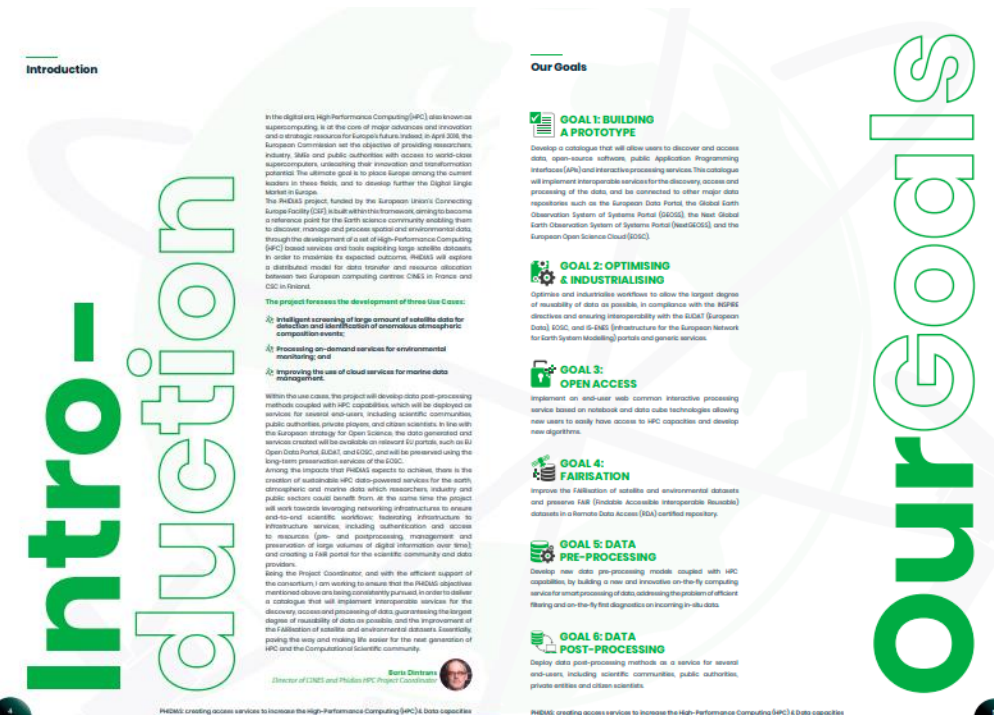 Introduction
Intro-
duction
In the digital era, High Performance Computing (HPC), also known as
supercomputing, is at the core of major advances and innovation
and a strategic resource for Europe's future. Indeed, in April 2018, the
European Commission set the objective of providing researchers,
industry, SMEs and public authorities with access to world-class
supercomputers, unleashing their innovation and transformation
potential. The ultimate goal is to place Europe among the current
leaders in these fields, and to develop further the Digital Single
Market in Europe.
The PHIDIAS project, funded by the European Union's Connecting
Europe Facility (CEF), is built within this framework, aiming to become
a reference point for the Earth science community enabling them
to discover, manage and process spatial and environmental data,
through the development of a set of High-Performance Computing
(HPC) based services and tools exploiting large satellite datasets.
In order to maximize its expected outcome, PHIDIAS will explore
a distributed model for data transfer and resource allocation
between two European computing centres: CINES in France and
CSC in Finland.
The project foresees the development of three Use Cases:
Intelligent screening of large amount of satellite data for
detection and identification of anomalous atmospheric
composition events;
Processing on-demand services for environmental
monitoring; and
Improving the use of cloud services for marine data
management.
Within the use cases, the project will develop data post-processing
methods coupled with HPC capabilities, which will be deployed as
services for several end-users, including scientific communities,
public authorities, private players, and citizen scientists. In line with
the European strategy for Open Science, the data generated and
services created will be available on relevant EU portals, such as EU
Open Data Portal, EUDAT, and EOSC, and will be preserved using the
long-term preservation services of the EOSC.
Among the impacts that PHIDIAS expects to achieve, there is the
creation of sustainable HPC data-powered services for the earth,
atmospheric and marine data which researchers, industry and
public sectors could benefit from. At the same time the project
will work towards leveraging networking infrastructures to ensure
end-to-end scientific workflows; federating infrastructure to
infrastructure services, including authentication and access
to resources (pre- and postprocessing, management and
preservation of large volumes of digital information over time);
and creating a FAIR portal for the scientific community and data
providers.
Being the Project Coordinator, and with the efficient support of
the consortium, I am working to ensure that the PHIDIAS objectives
mentioned above are being consistently pursued, in order to deliver
a catalogue that will implement interoperable services for the
discovery, access and processing of data, guaranteeing the largest
degree of reusability of data as possible, and the improvement of
the FAIRisation of satellite and environmental datasets. Essentially,
paving the way and making life easier for the next generation of
HPC and the Computational Scientific community.
Boris Dintrans
Director of CINES and Phidias HPC Project Coordinator
4
PHIDIAS: creating access services to increase the High-Performance Computing (HPC) & Data capacities
Our Goals
GOAL 1: BUILDING
A PROTOTYPE
Develop a catalogue that will allow users to discover and access
data, open-source software, public Application Programming
Interfaces (APIs) and interactive processing services. This catalogue
will implement interoperable services for the discovery, access and
processing of the data, and be connected to other major data
repositories such as the European Data Portal, the Global Earth
Observation System of Systems Portal (GEOSS), the Next Global
Earth Observation System of Systems Portal (NextGEOSS), and the
European Open Science Cloud (EOSC).
GOAL 2: OPTIMISING
& INDUSTRIALISING
Optimise and industrialise workflows to allow the largest degree
of reusability of data as possible, in compliance with the INSPIRE
directives and ensuring interoperability with the EUDAT (European
Data), EOSC, and IS-ENES (Infrastructure for the European Network
for Earth System Modelling) portals and generic services.
GOAL 3:
OPEN ACCESS
Implement an end-user web common interactive processing
service based on notebook and data cube technologies allowing
new users to easily have access to HPC capacities and develop
new algorithms.
GOAL 4:
FAIRISATION
Improve the FAIRisation of satellite and environmental datasets
and preserve FAIR (Findable Accessible Interoperable Reusable)
datasets in a Remote Data Access (RDA) certified repository.
GOAL 5: DATA
PRE-PROCESSING
Develop new data pre-processing models coupled with HPC
capabilities, by building a new and innovative on-the-fly computing
service for smart processing of data, addressing the problem of efficient
filtering and on-the-fly first diagnostics on incoming in-situ data.
GOAL 6: DATA
POST-PROCESSING
Deploy data post-processing methods as a service for several
end-users, including scientific communities, public authorities,
private entities and citizen scientists.
OurGoals
PHIDIAS: creating access services to increase the High-Performance Computing (HPC) & Data capacities